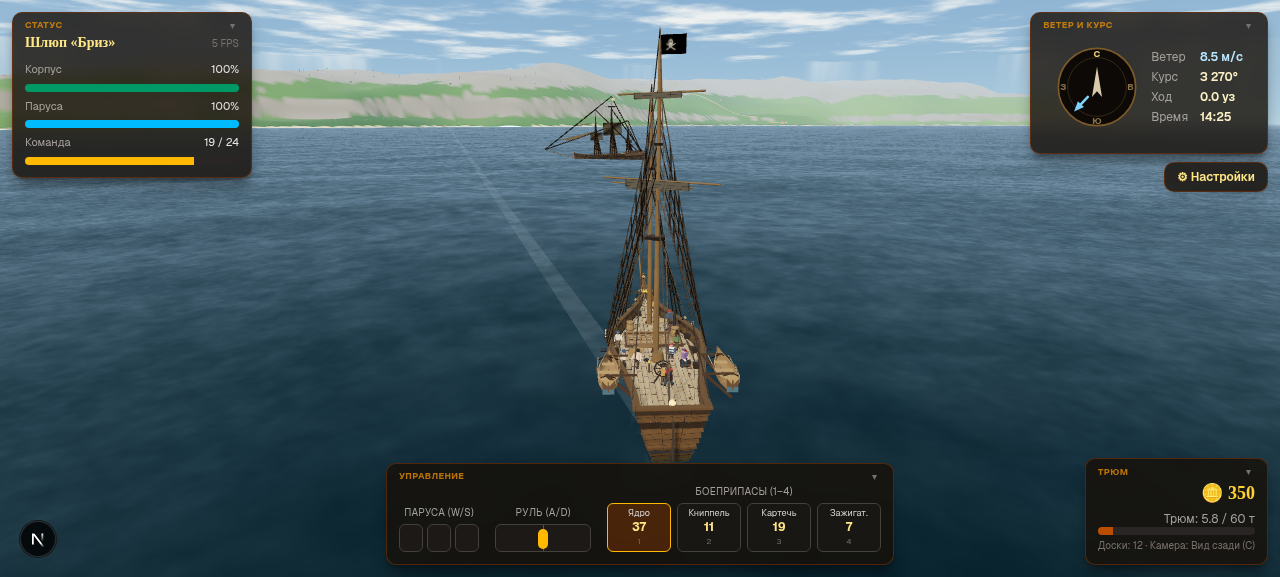 СТАТУС
Шлюп «Бриз»
5 FPS
Корпус 100%
Паруса 100%
Команда 19 / 24
ВЕТЕР И КУРС
С
З
В
Ю
Ветер 8.5 м/с
Курс З 270°
Ход 0.0 уз
Время 14:25
⚙ Настройки
УПРАВЛЕНИЕ
ПАРУСА (W/S)
РУЛЬ (A/D)
БОЕПРИПАСЫ (1–4)
Ядро
37
1
Книппель
11
2
Картечь
19
3
Зажигат.
7
4
ТРЮМ
350
Трюм: 5.8 / 60 т
Доски: 12 · Камера: Вид сзади (C)
N